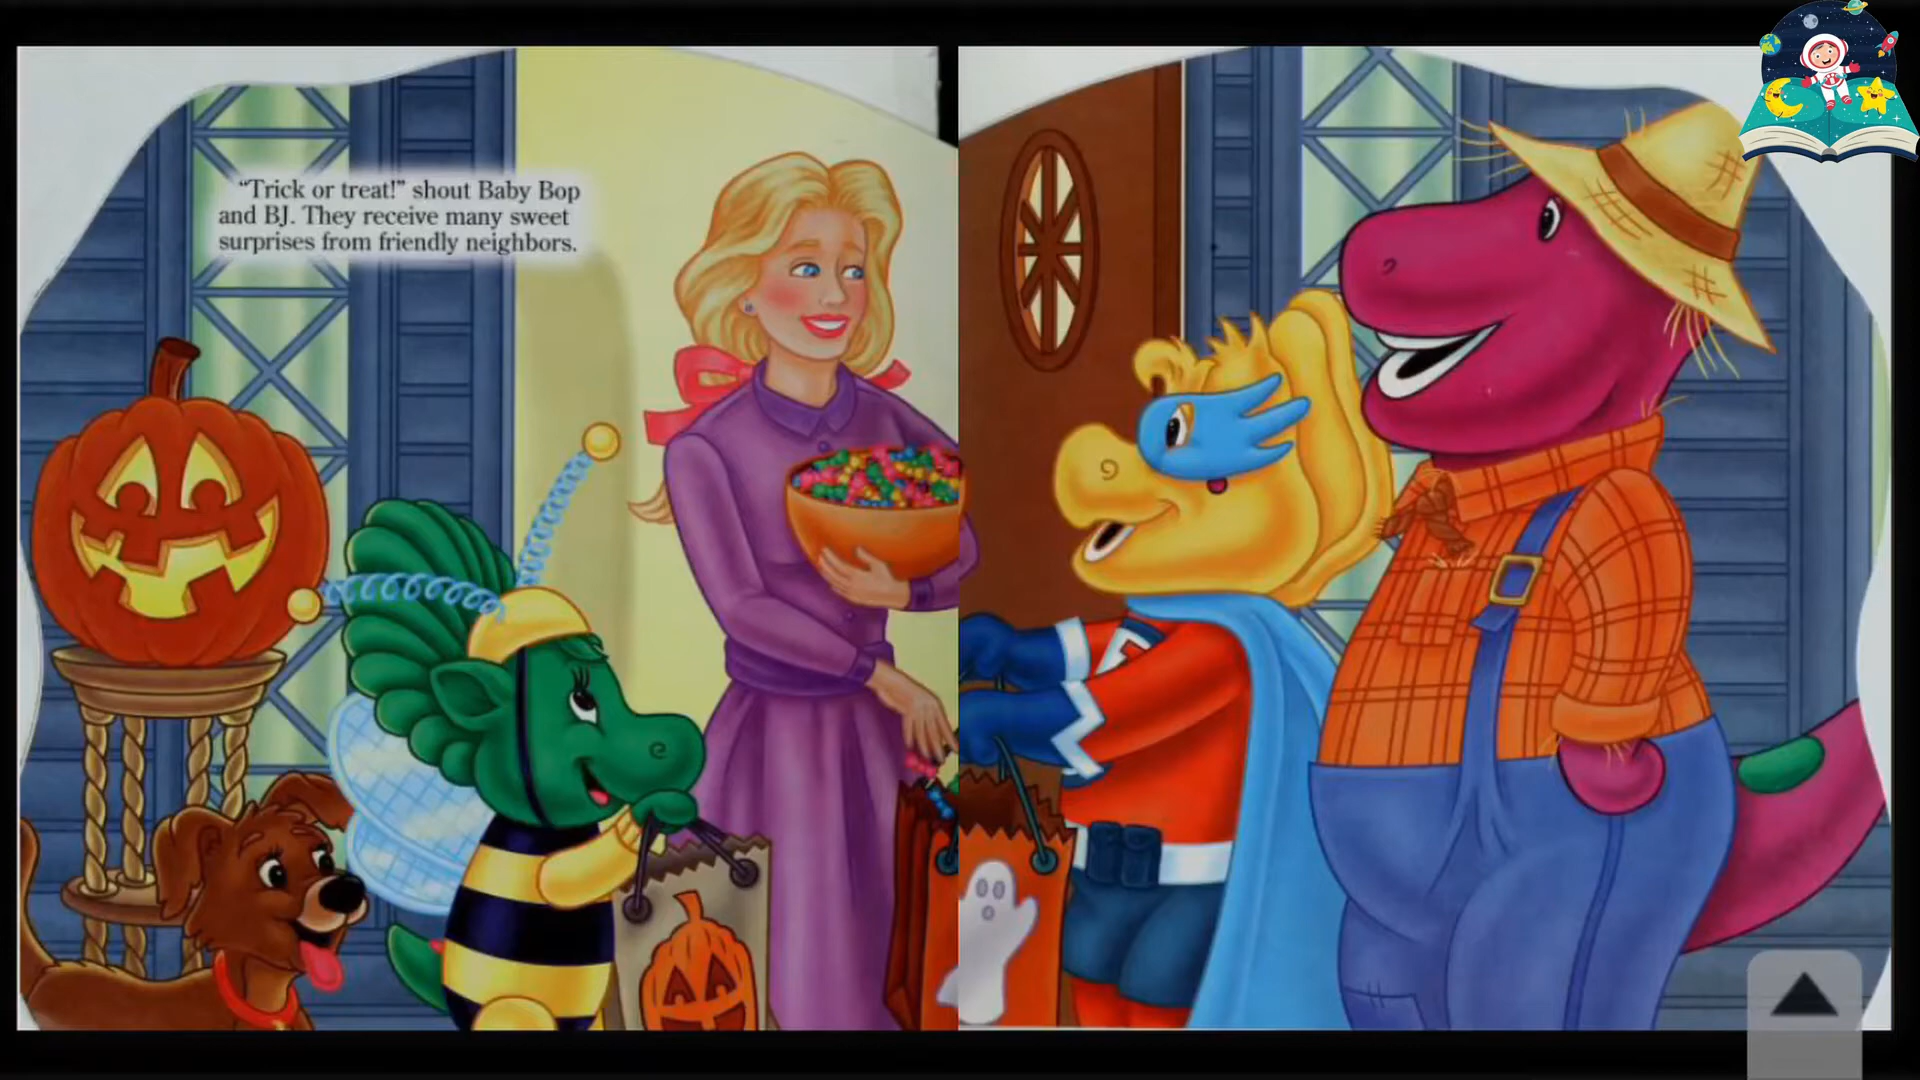 “Trick or treat!” shout Baby Bop
and BJ. They receive many sweet
surprises from friendly neighbors.